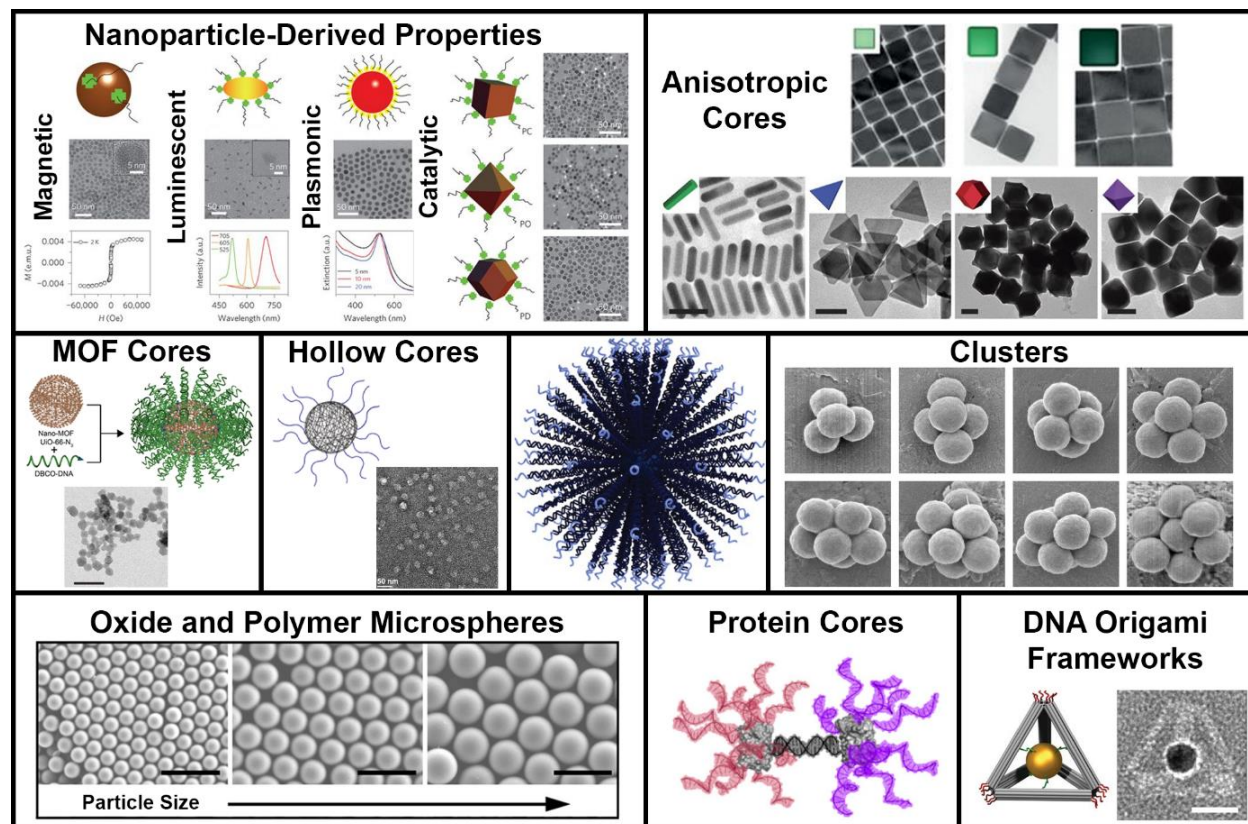 Nanoparticle-Derived Properties
Magnetic
5 nm
50 nm
M (e.m.u.)
0.004
0
-0.004
2 K
-60,000
0
60,000
H (Oe)
Luminescent
5 nm
50 nm
Intensity (a.u.)
705
605
525
450
600
750
Wavelength (nm)
Plasmonic
50 nm
Extinction (a.u.)
5 nm
10 nm
20 nm
400
500
600
Wavelength (nm)
Catalytic
PC
50 nm
PO
50 nm
PD
50 nm
Anisotropic
Cores
MOF Cores
Nano-MOF
UiO-66-N3
+
DBCO-DNA
Hollow Cores
50 nm
Clusters
Oxide and Polymer Microspheres
Particle Size
Protein Cores
DNA Origami
Frameworks